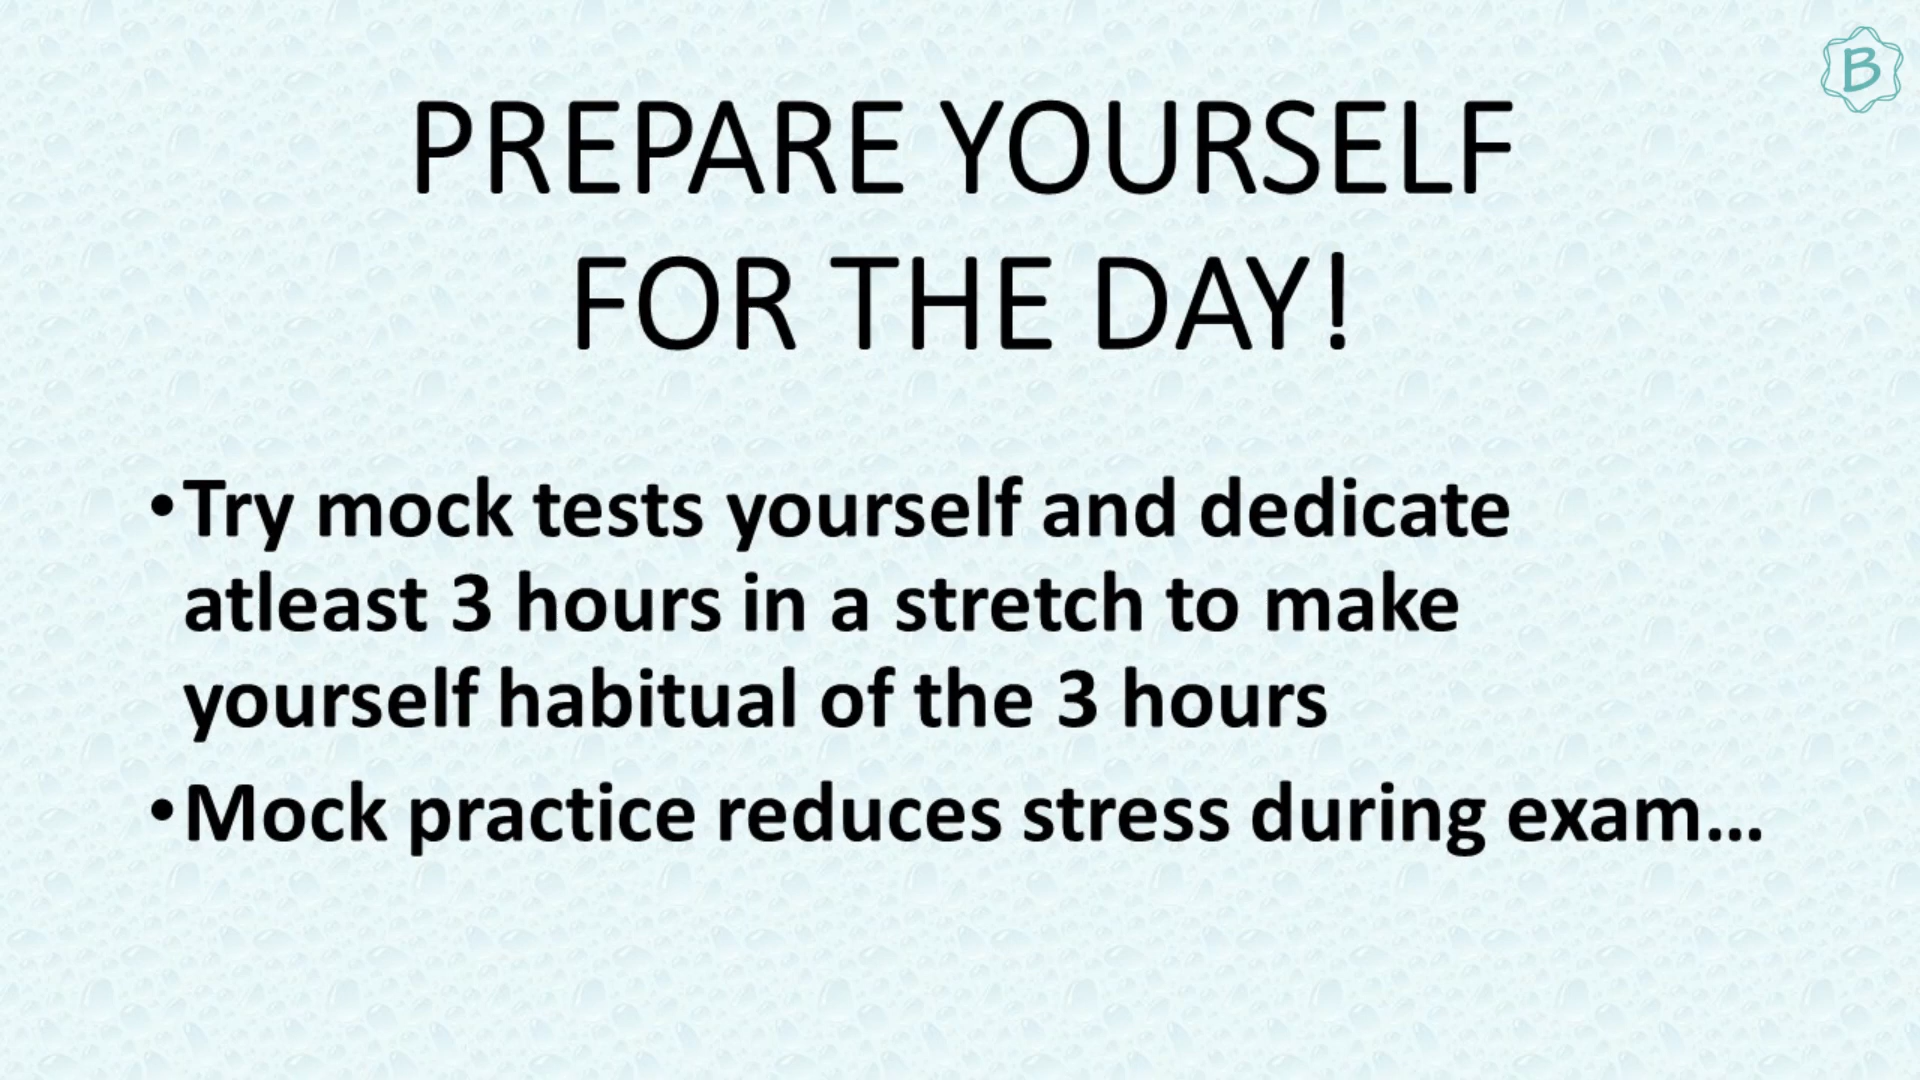 B
PREPARE YOURSELF
FOR THE DAY!
•Try mock tests yourself and dedicate
atleast 3 hours in a stretch to make
yourself habitual of the 3 hours
•Mock practice reduces stress during exam...